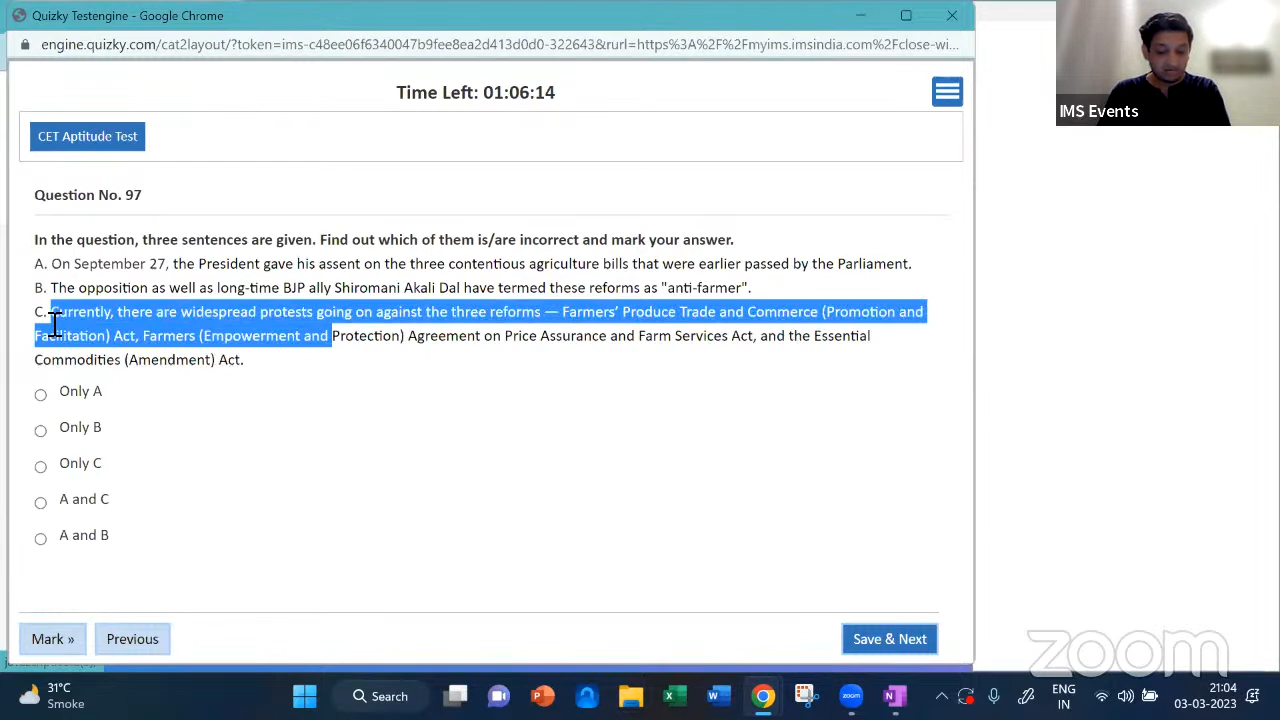 Quizky Testengine - Google Chrome
engine.quizky.com/cat2layout/?token=ims-c48ee06f6340047b9fee8ea2d413d0d0-322643&rurl=https%3A%2F%2Fmyims.imsindia.com%2Fclose-wi...
IMS Events
Time Left: 01:06:14
CET Aptitude Test
Question No. 97
In the question, three sentences are given. Find out which of them is/are incorrect and mark your answer.
A. On September 27, the President gave his assent on the three contentious agriculture bills that were earlier passed by the Parliament.
B. The opposition as well as long-time BJP ally Shiromani Akali Dal have termed these reforms as "anti-farmer".
C. Currently, there are widespread protests going on against the three reforms — Farmers' Produce Trade and Commerce (Promotion and
Facilitation) Act, Farmers (Empowerment and Protection) Agreement on Price Assurance and Farm Services Act, and the Essential
Commodities (Amendment) Act.
Only A
Only B
Only C
A and C
A and B
Mark »
Previous
Save & Next
zoom
31°C
Smoke
Search
zoom
ENG
IN
21:04
03-03-2023